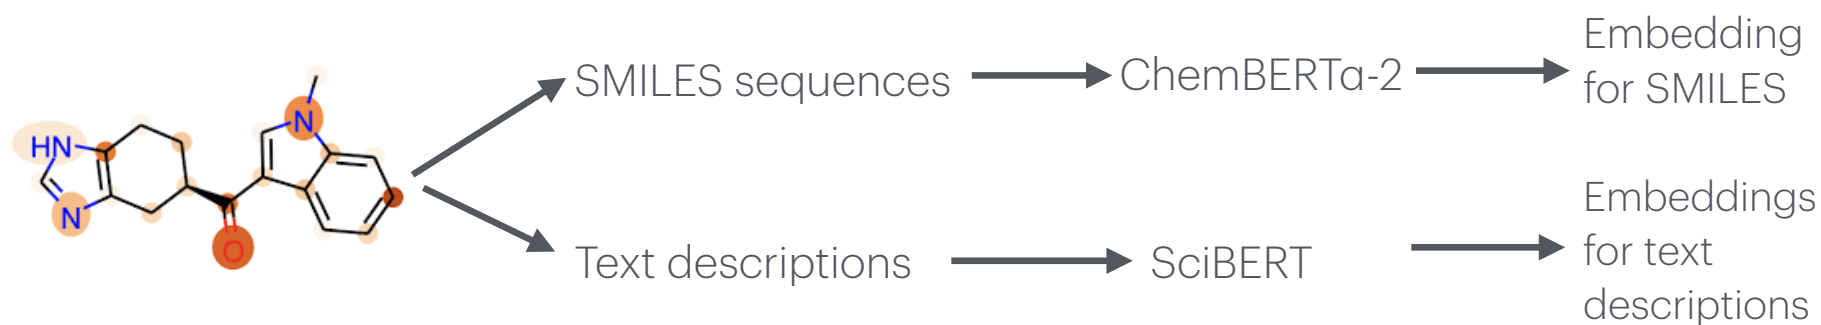 HN
N
O
N
SMILES sequences
ChemBERTa-2
Embedding
for SMILES
Text descriptions
SciBERT
Embeddings
for text
descriptions